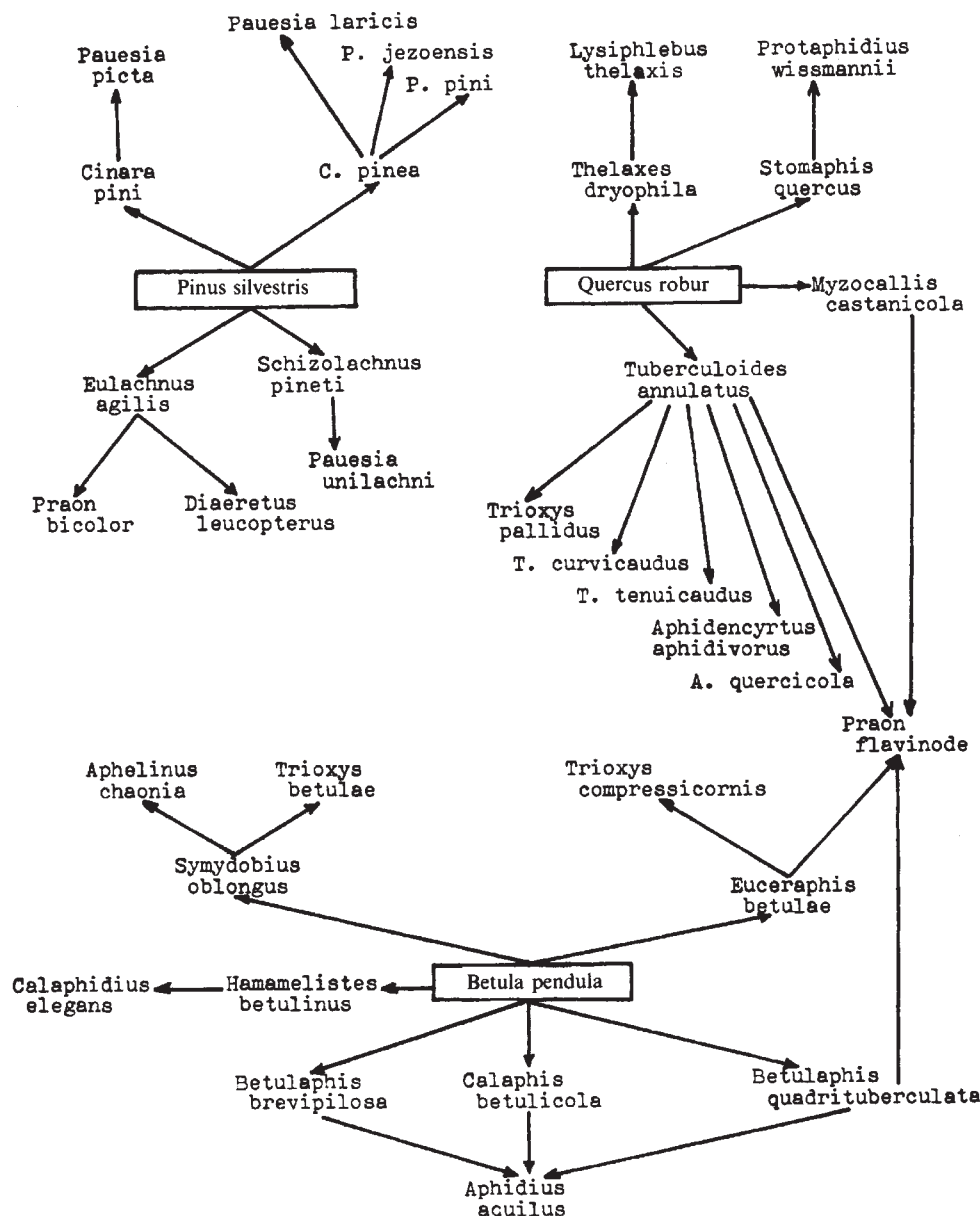 Pauesia laricis
Pauesia
picta
P. jezoensis
P. pini
Cinara
pini
C. pinea
Pinus silvestris
Eulachnus
agilis
Schizolachnus
pineti
Pauesia
unilachni
Praon
bicolor
Diaeretus
leucopterus
Lysiphlebus
thelaxis
Protaphidius
wissmannii
Thelaxes
dryophila
Stomaphis
quercus
Quercus robur
Myzocallis
castanicola
Tuberculoides
annulatus
Trioxys
pallidus
T. curvicaudus
T. tenuicaudus
Aphidencyrtus
aphidivorus
A. quercicola
Praon
flavinode
Aphelinus
chaonia
Trioxys
betulae
Trioxys
compressicornis
Symydobius
oblongus
Euceraphis
betulae
Betula pendula
Calaphidius
elegans
Hamamelistes
betulinus
Betulaphis
brevipilosa
Calaphis
betulicola
Betulaphis
quadrituberculata
Aphidius
aquilus